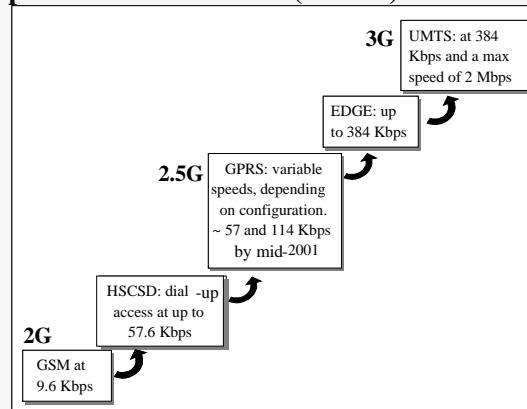 3G
UMTS: at 384
Kbps and a max
speed of 2 Mbps
EDGE: up
to 384 Kbps
2.5G
GPRS: variable
speeds, depending
on configuration.
~ 57 and 114 Kbps
by mid-2001
HSCSD: dial -up
access at up to
57.6 Kbps
2G
GSM at
9.6 Kbps